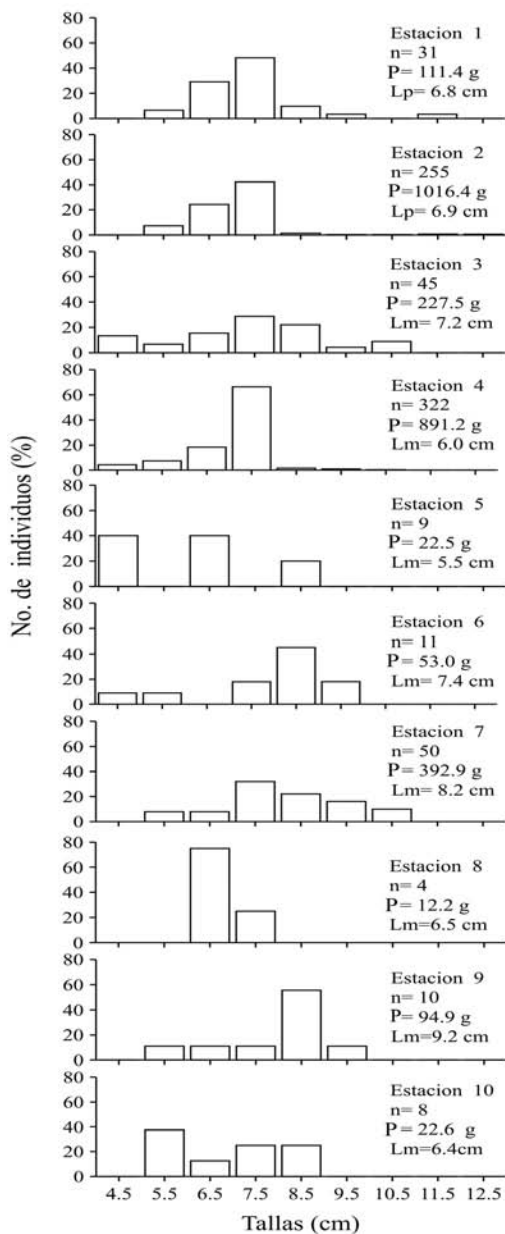 No. de individuos (%)
80
60
40
20
0
Estacion 1
n= 31
P= 111.4 g
Lp= 6.8 cm
80
60
40
20
0
Estacion 2
n= 255
P=1016.4 g
Lp= 6.9 cm
80
60
40
20
0
Estacion 3
n= 45
P= 227.5 g
Lm= 7.2 cm
80
60
40
20
0
Estacion 4
n= 322
P= 891.2 g
Lm= 6.0 cm
80
60
40
20
0
Estacion 5
n= 9
P= 22.5 g
Lm= 5.5 cm
80
60
40
20
0
Estacion 6
n= 11
P= 53.0 g
Lm= 7.4 cm
80
60
40
20
0
Estacion 7
n= 50
P= 392.9 g
Lm= 8.2 cm
80
60
40
20
0
Estacion 8
n= 4
P= 12.2 g
Lm=6.5 cm
80
60
40
20
0
Estacion 9
n= 10
P= 94.9 g
Lm=9.2 cm
80
60
40
20
0
Estacion 10
n= 8
P= 22.6 g
Lm=6.4cm
4.5 5.5 6.5 7.5 8.5 9.5 10.5 11.5 12.5
Tallas (cm)